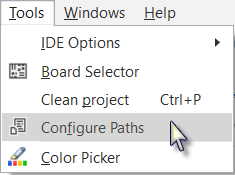 Tools Windows Help
IDE Options
Board Selector
Clean project Ctrl+P
Configure Paths
Color Picker